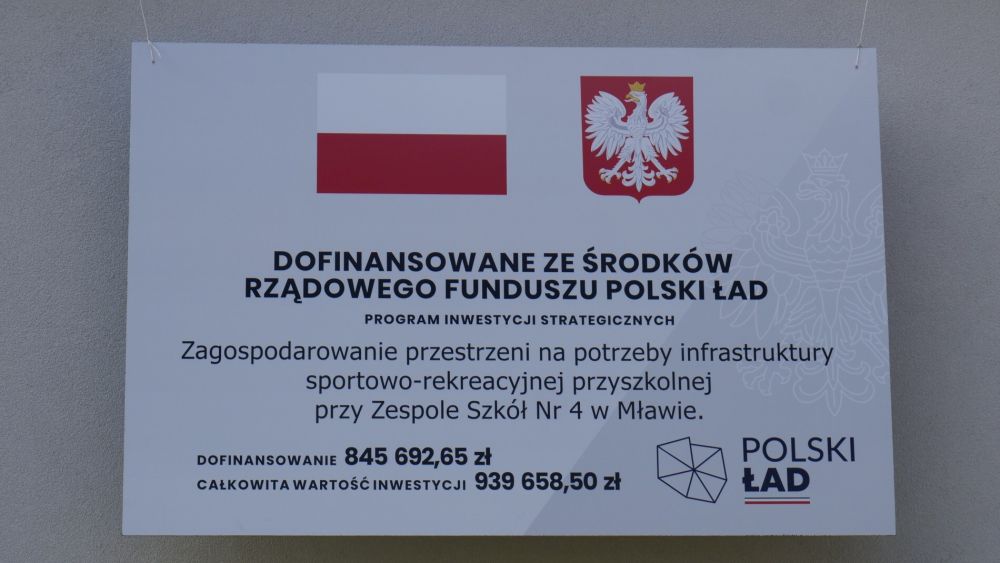 DOFINANSOWANE ZE ŚRODKÓW
RZĄDOWEGO FUNDUSZU POLSKI ŁAD
PROGRAM INWESTYCJI STRATEGICZNYCH
Zagospodarowanie przestrzeni na potrzeby infrastruktury
sportowo-rekreacyjnej przyszkolnej
przy Zespole Szkół Nr 4 w Mławie.
DOFINANSOWANIE 845 692,65 zł
CAŁKOWITA WARTOŚĆ INWESTYCJI 939 658,50 zł
POLSKI
ŁAD